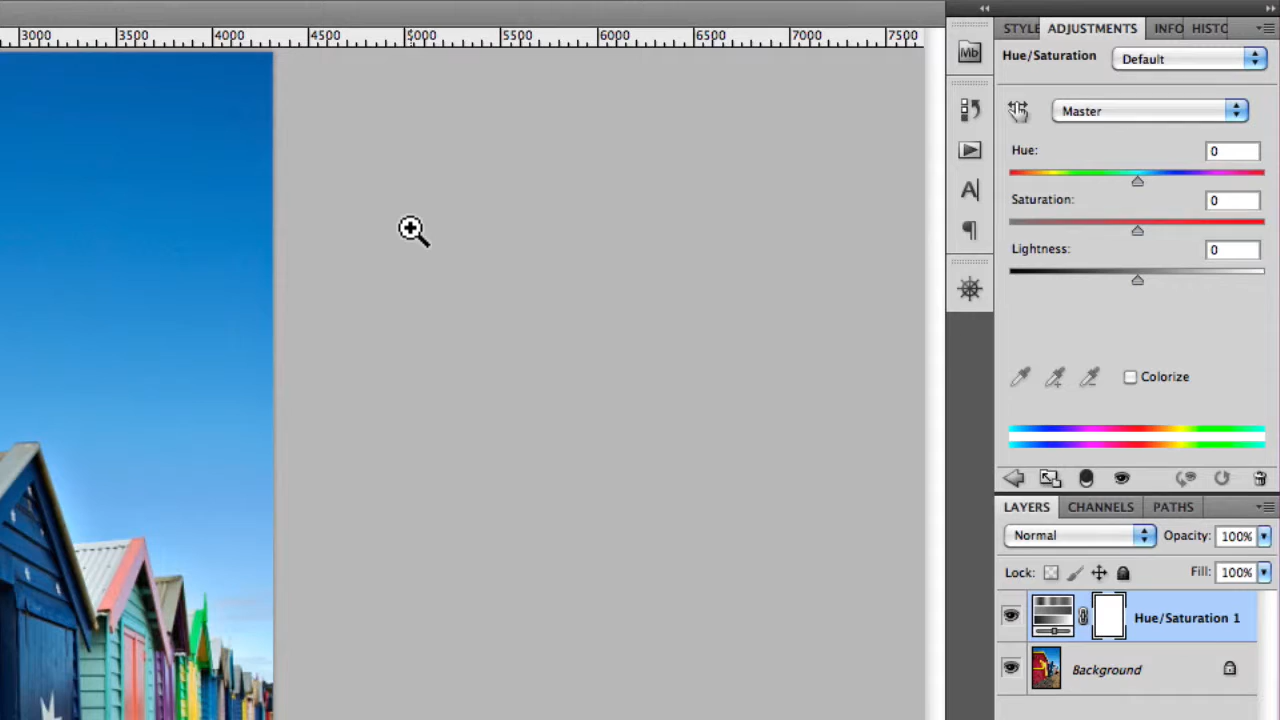 3000 3500 4000 4500 5000 5500 6000 6500 7000 7500
Mb
STYLE ADJUSTMENTS INFO HISTO
Hue/Saturation Default
Master
Hue: 0
Saturation: 0
Lightness: 0
Colorize
LAYERS CHANNELS PATHS
Normal Opacity: 100%
Lock: Fill: 100%
Hue/Saturation 1
Background